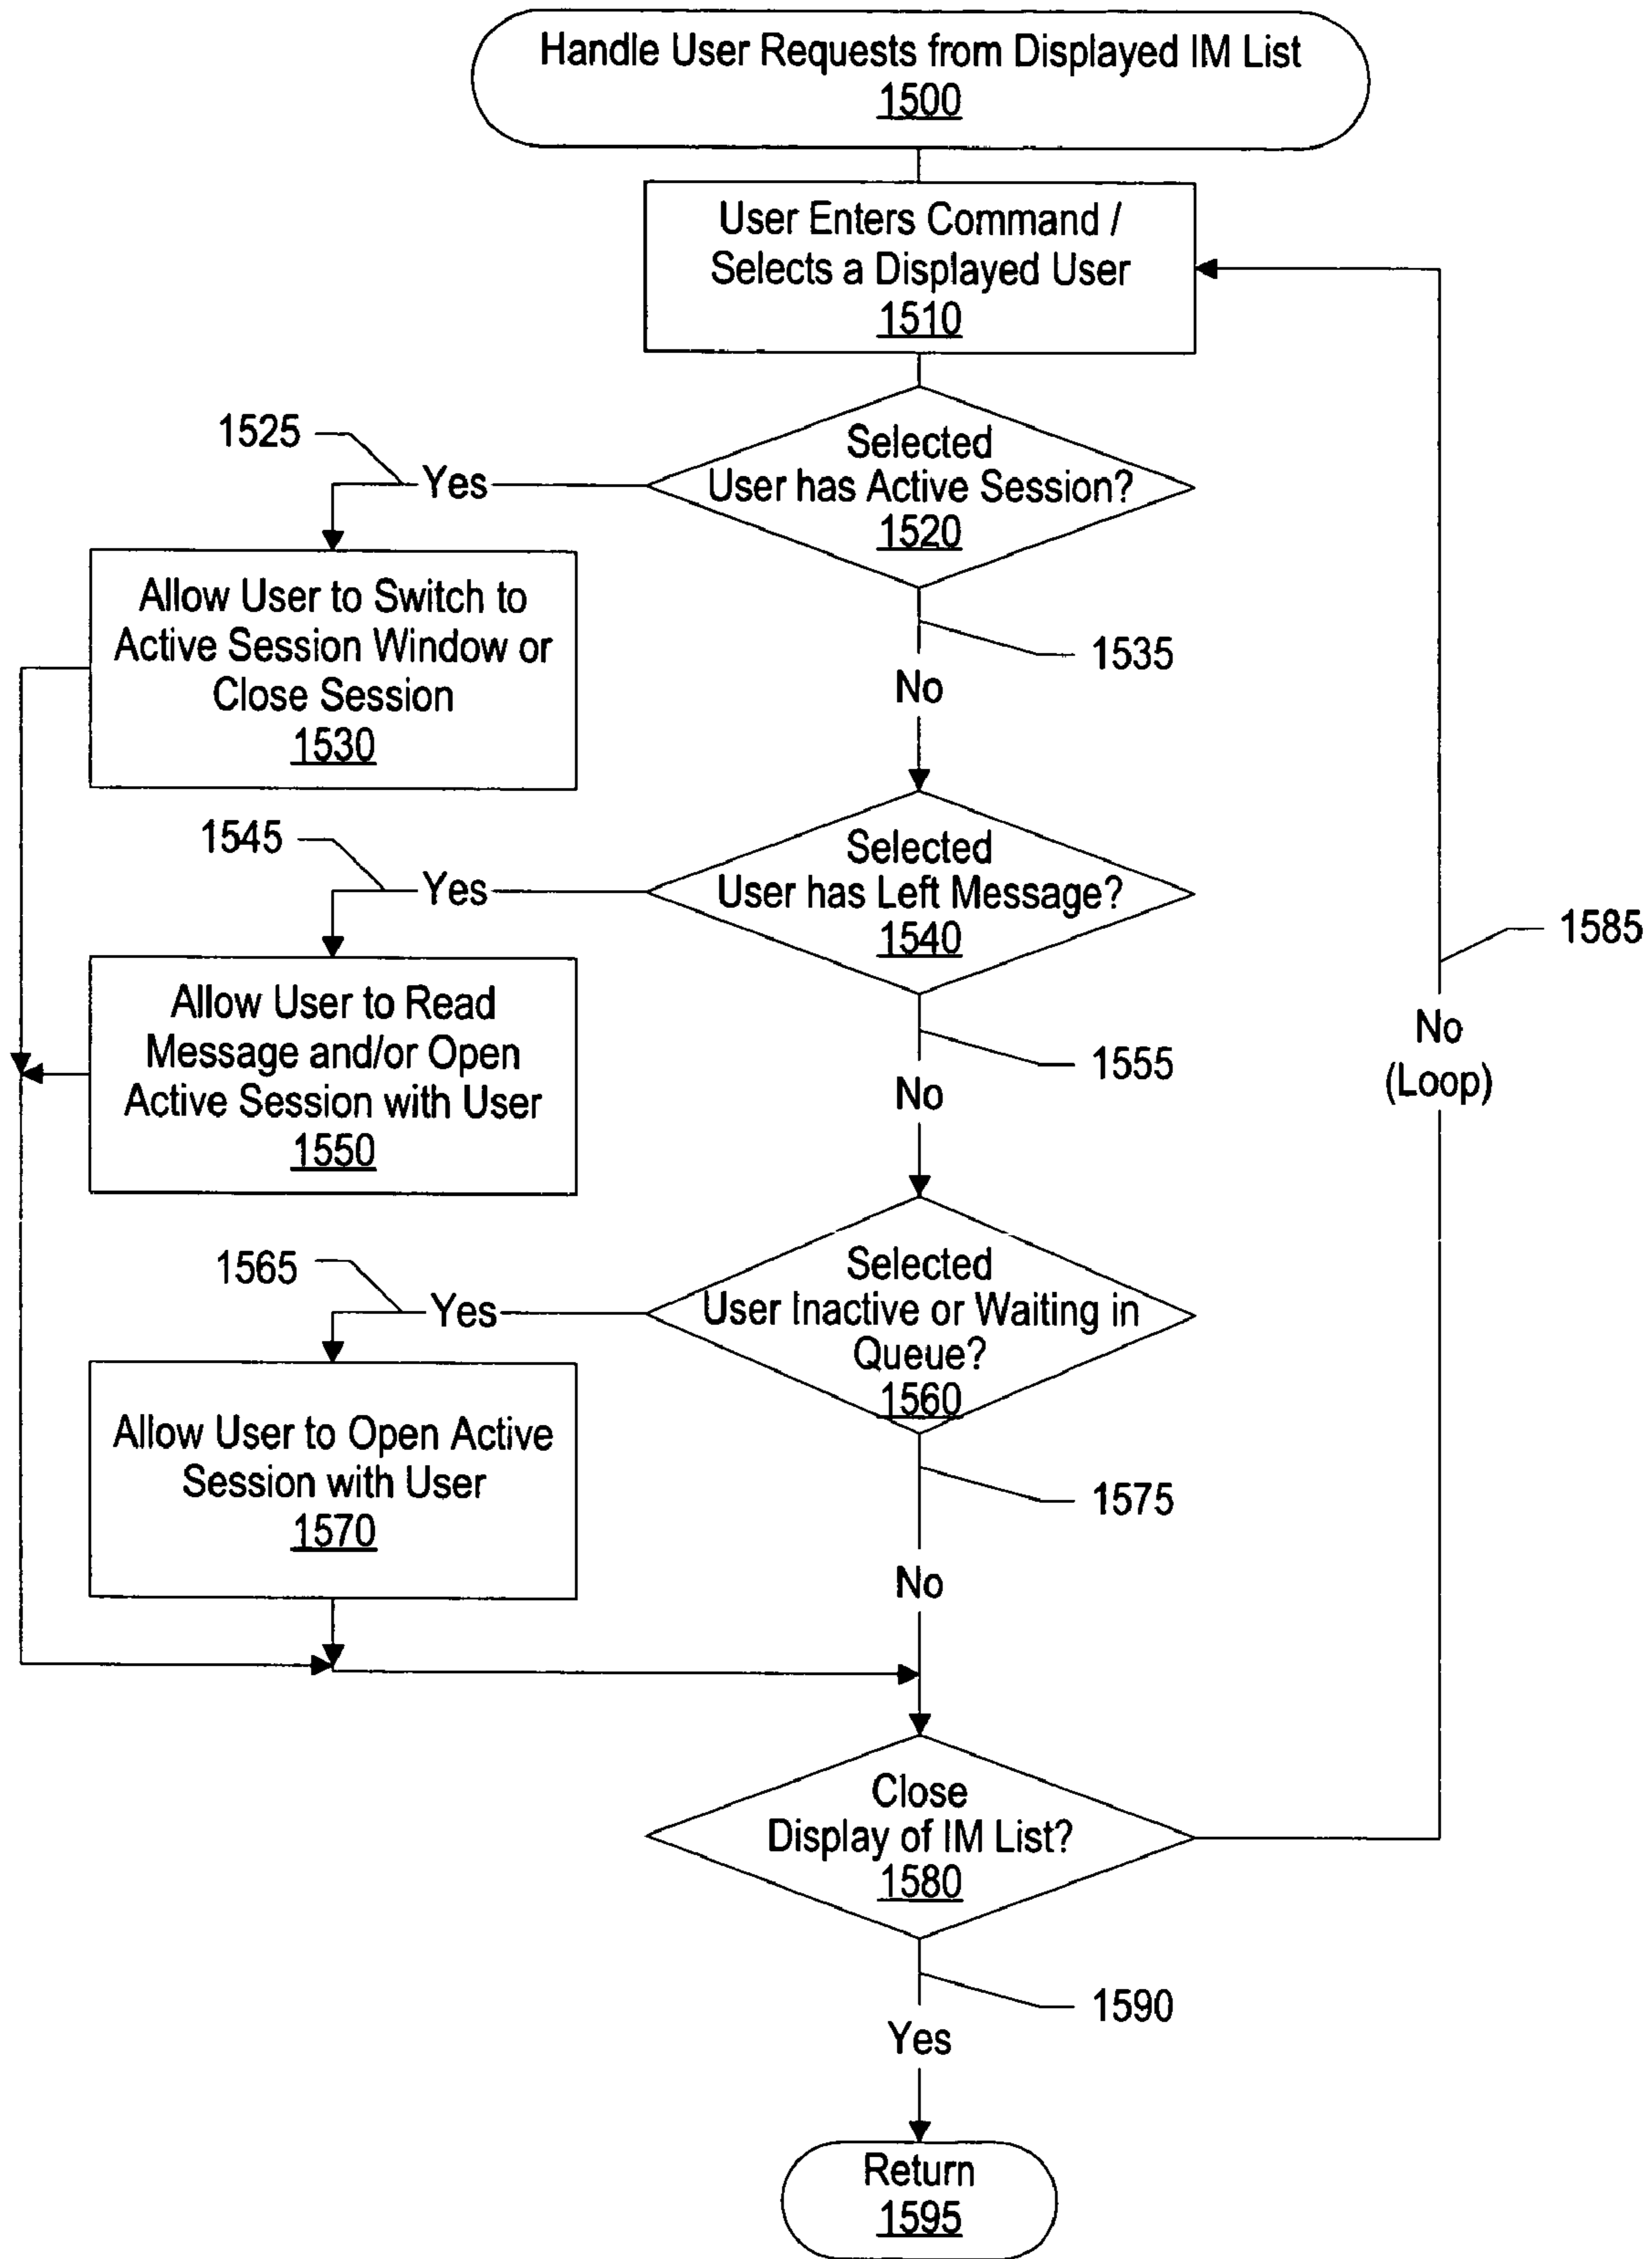 Handle User Requests from Displayed IM List
1500
User Enters Command /
Selects a Displayed User
1510
1525
Yes
Selected
User has Active Session?
1520
Allow User to Switch to
Active Session Window or
Close Session
1530
1535
No
1545
Yes
Selected
User has Left Message?
1540
1585
No
(Loop)
Allow User to Read
Message and/or Open
Active Session with User
1550
1555
No
1565
Yes
Selected
User Inactive or Waiting in
Queue?
1560
Allow User to Open Active
Session with User
1570
1575
No
Close
Display of IM List?
1580
1590
Yes
Return
1595